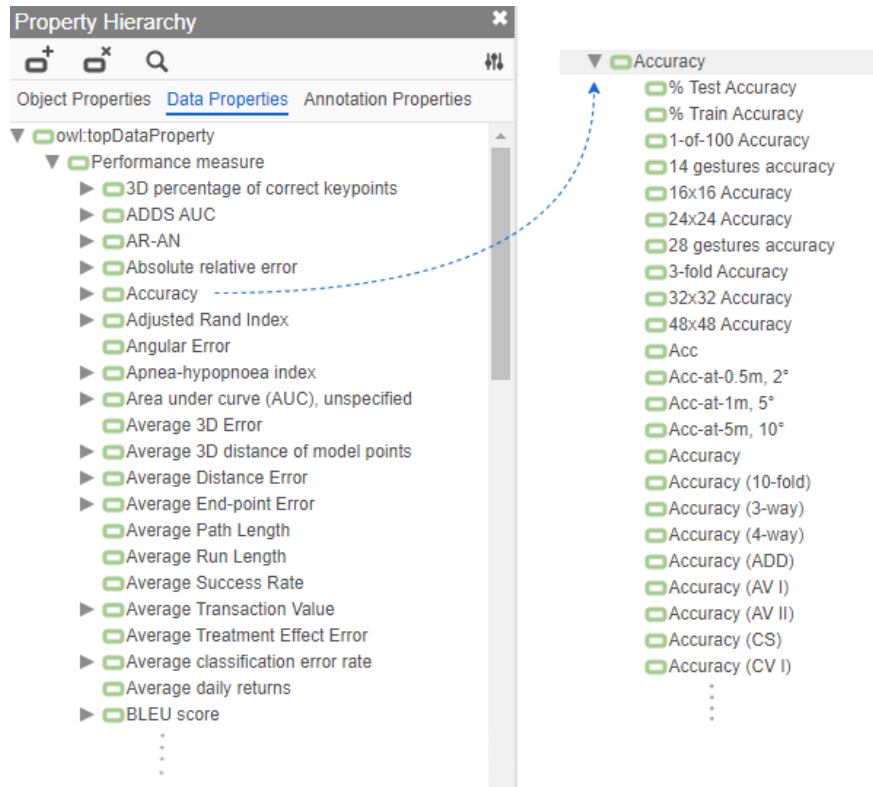 Property Hierarchy
Object Properties Data Properties Annotation Properties
owl:topDataProperty
Performance measure
3D percentage of correct keypoints
ADDS AUC
AR-AN
Absolute relative error
Accuracy
Adjusted Rand Index
Angular Error
Apnea-hypopnoea index
Area under curve (AUC), unspecified
Average 3D Error
Average 3D distance of model points
Average Distance Error
Average End-point Error
Average Path Length
Average Run Length
Average Success Rate
Average Transaction Value
Average Treatment Effect Error
Average classification error rate
Average daily returns
BLEU score
Accuracy
% Test Accuracy
% Train Accuracy
1-of-100 Accuracy
14 gestures accuracy
16x16 Accuracy
24x24 Accuracy
28 gestures accuracy
3-fold Accuracy
32x32 Accuracy
48x48 Accuracy
Acc
Acc-at-0.5m, 2°
Acc-at-1m, 5°
Acc-at-5m, 10°
Accuracy
Accuracy (10-fold)
Accuracy (3-way)
Accuracy (4-way)
Accuracy (ADD)
Accuracy (AV I)
Accuracy (AV II)
Accuracy (CS)
Accuracy (CV I)